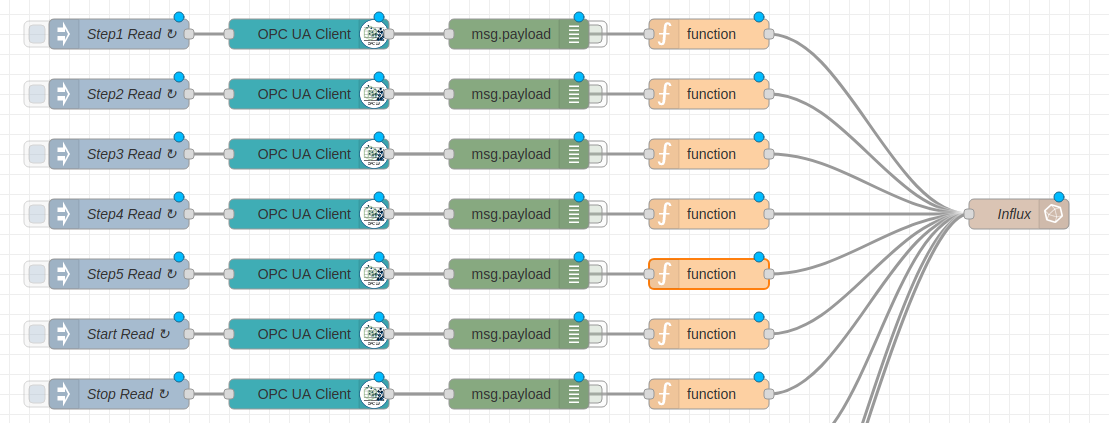 Step1 Read ↻ OPC UA Client msg.payload function
Step2 Read ↻ OPC UA Client msg.payload function
Step3 Read ↻ OPC UA Client msg.payload function
Step4 Read ↻ OPC UA Client msg.payload function Influx
Step5 Read ↻ OPC UA Client msg.payload function
Start Read ↻ OPC UA Client msg.payload function
Stop Read ↻ OPC UA Client msg.payload function